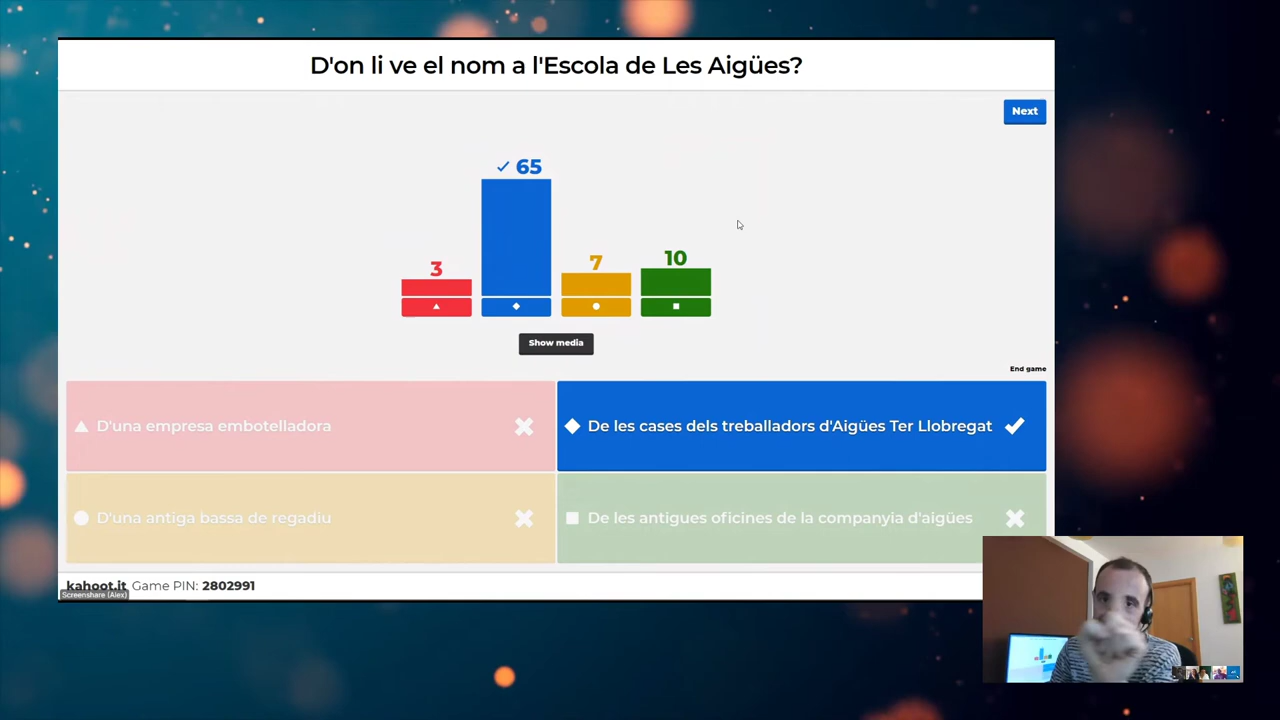 D'on li ve el nom a l'Escola de Les Aigües?
Next
65
3
7
10
Show media
End game
D'una empresa embotelladora
De les cases dels treballadors d'Aigües Ter Llobregat
D'una antiga bassa de regadiu
De les antigues oficines de la companyia d'aigües
kahoot.it Game PIN: 2802991
Screenshare (Alex)